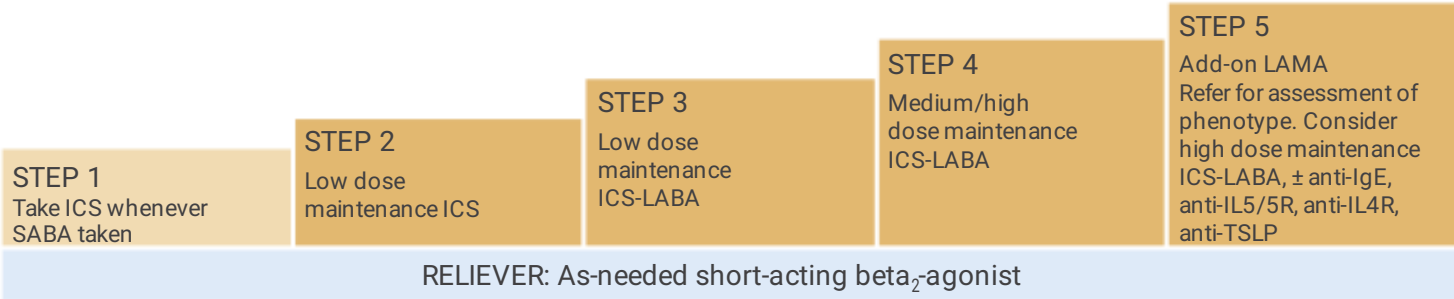 STEP 1
Take ICS whenever
SABA taken
STEP 2
Low dose
maintenance ICS
STEP 3
Low dose
maintenance
ICS-LABA
STEP 4
Medium/high
dose maintenance
ICS-LABA
STEP 5
Add-on LAMA
Refer for assessment of
phenotype. Consider
high dose maintenance
ICS-LABA, ± anti-IgE,
anti-IL5/5R, anti-IL4R,
anti-TSLP
RELIEVER: As-needed short-acting beta₂-agonist